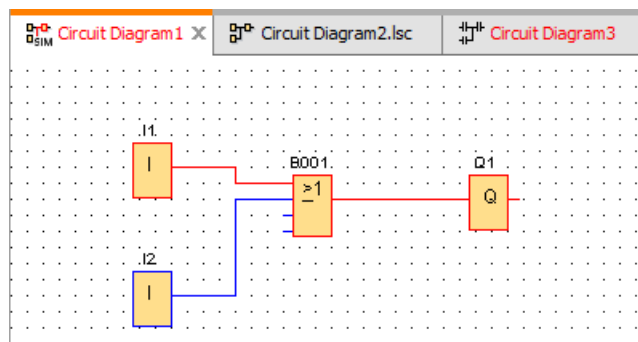 SIM Circuit Diagram1 X Circuit Diagram2.lsc Circuit Diagram3
I1
I
B001
≥1
Q1
Q
I2
I